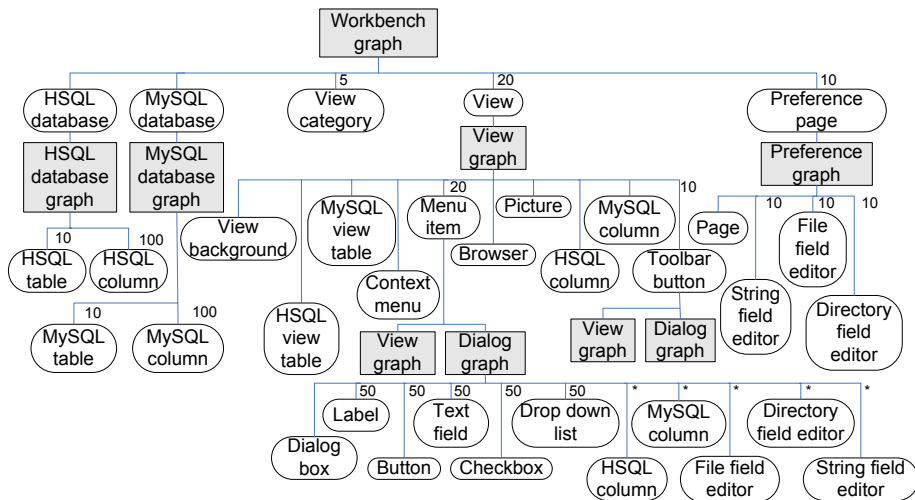 Workbench
graph
5
20
10
HSQL
database
MySQL
database
View
category
View
Preference
page
HSQL
database
graph
MySQL
database
graph
View
graph
Preference
graph
20
10
10
10
10
View
background
HSQL
view
table
MySQL
view
table
Context
menu
Menu
item
Browser
Picture
HSQL
column
MySQL
column
Toolbar
button
Page
String
field
editor
File
field
editor
Directory
field
editor
10
100
HSQL
table
HSQL
column
10
100
MySQL
table
MySQL
column
View
graph
Dialog
graph
View
graph
Dialog
graph
50
50
50
50
50
*
*
*
*
*
Dialog
box
Label
Button
Text
field
Checkbox
Drop down
list
HSQL
column
MySQL
column
File field
editor
Directory
field editor
String field
editor